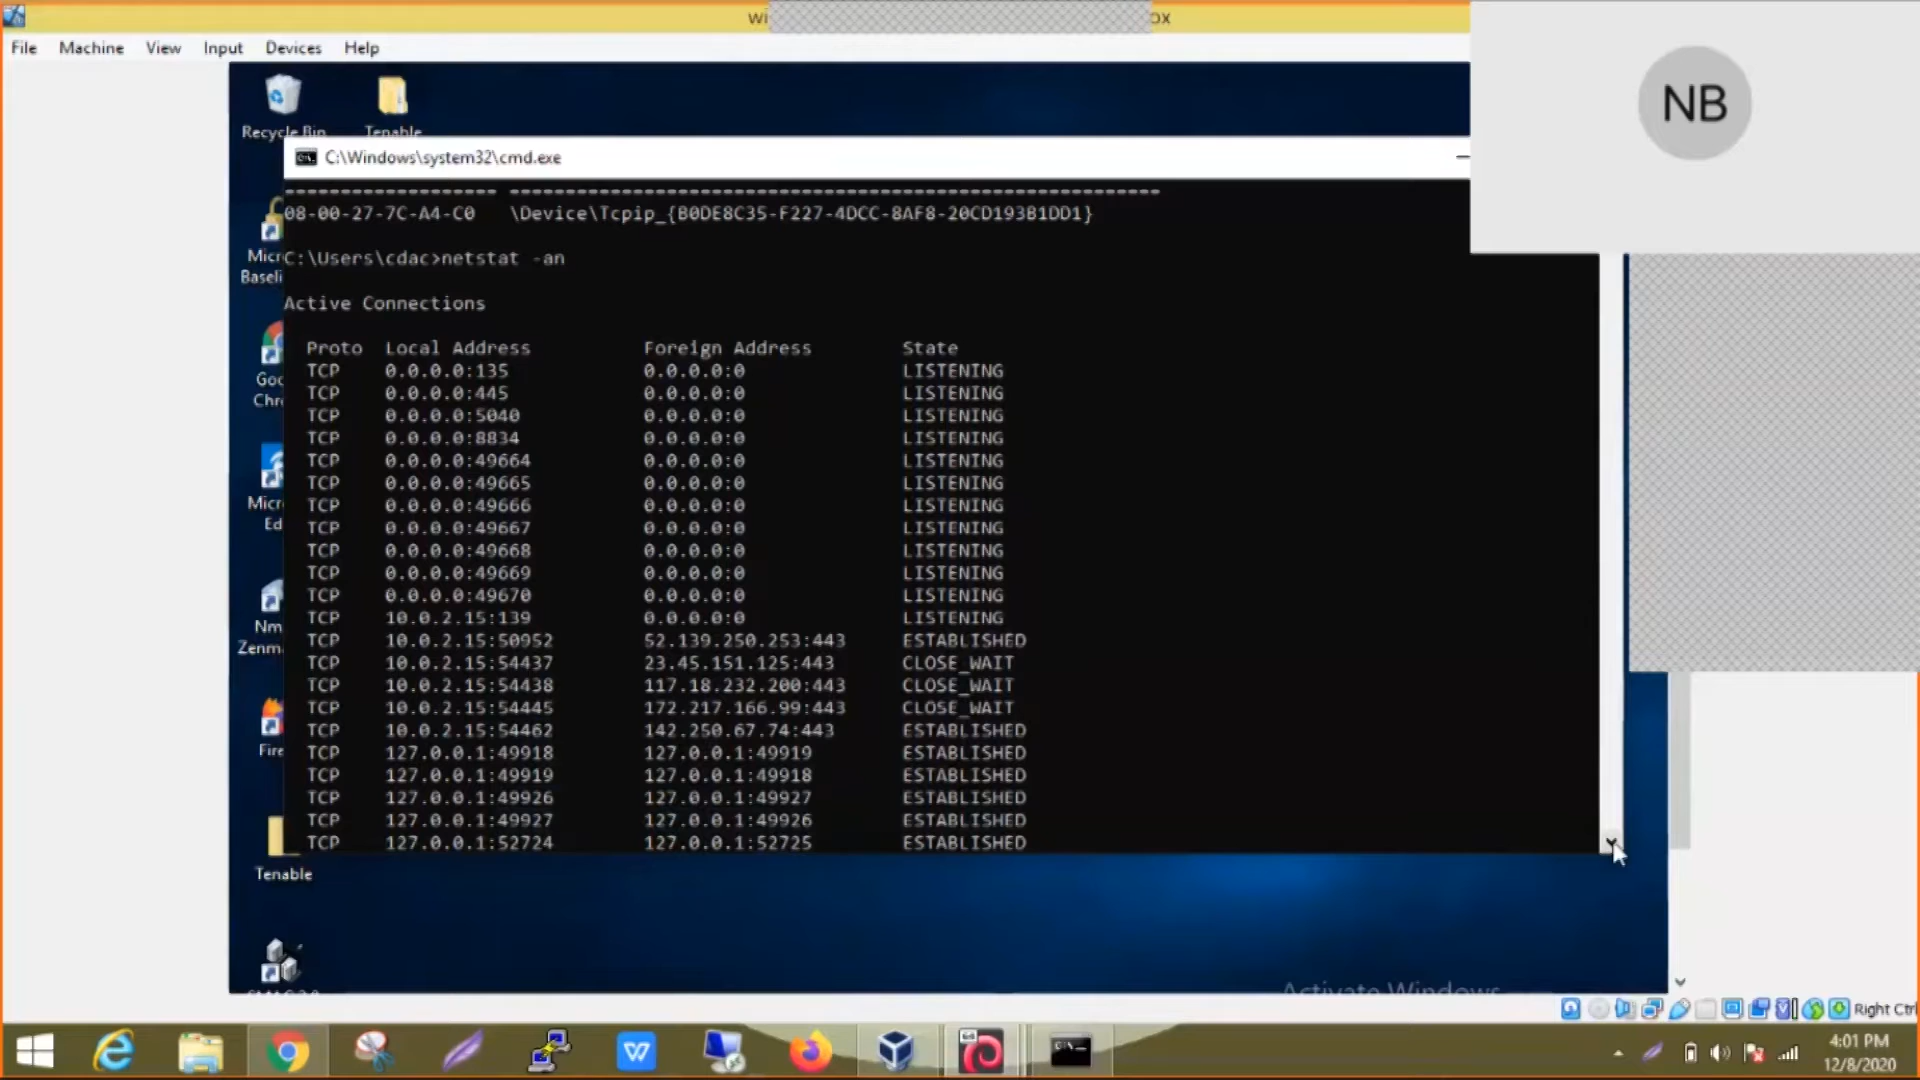 File Machine View Input Devices Help
NB
Recycle Bin Tenable
C:\Windows\system32\cmd.exe
------------------- ==========================================================
08-00-27-7C-A4-C0 \Device\Tcpip_{B0DE8C35-F227-4DCC-8AF8-20CD193B1DD1}
C:\Users\cdac>netstat -an
Active Connections
Proto Local Address Foreign Address State
TCP 0.0.0.0:135 0.0.0.0:0 LISTENING
TCP 0.0.0.0:445 0.0.0.0:0 LISTENING
TCP 0.0.0.0:5040 0.0.0.0:0 LISTENING
TCP 0.0.0.0:8834 0.0.0.0:0 LISTENING
TCP 0.0.0.0:49664 0.0.0.0:0 LISTENING
TCP 0.0.0.0:49665 0.0.0.0:0 LISTENING
TCP 0.0.0.0:49666 0.0.0.0:0 LISTENING
TCP 0.0.0.0:49667 0.0.0.0:0 LISTENING
TCP 0.0.0.0:49668 0.0.0.0:0 LISTENING
TCP 0.0.0.0:49669 0.0.0.0:0 LISTENING
TCP 0.0.0.0:49670 0.0.0.0:0 LISTENING
TCP 10.0.2.15:139 0.0.0.0:0 LISTENING
TCP 10.0.2.15:50952 52.139.250.253:443 ESTABLISHED
TCP 10.0.2.15:54437 23.45.151.125:443 CLOSE_WAIT
TCP 10.0.2.15:54438 117.18.232.200:443 CLOSE_WAIT
TCP 10.0.2.15:54445 172.217.166.99:443 CLOSE_WAIT
TCP 10.0.2.15:54462 142.250.67.74:443 ESTABLISHED
TCP 127.0.0.1:49918 127.0.0.1:49919 ESTABLISHED
TCP 127.0.0.1:49919 127.0.0.1:49918 ESTABLISHED
TCP 127.0.0.1:49926 127.0.0.1:49927 ESTABLISHED
TCP 127.0.0.1:49927 127.0.0.1:49926 ESTABLISHED
TCP 127.0.0.1:52724 127.0.0.1:52725 ESTABLISHED
Micr
Baseli
Goo
Chr
Micr
Ed
Nm
Zenm
Fire
Tenable
Activate Windows
Right Ctrl
4:01 PM
12/8/2020